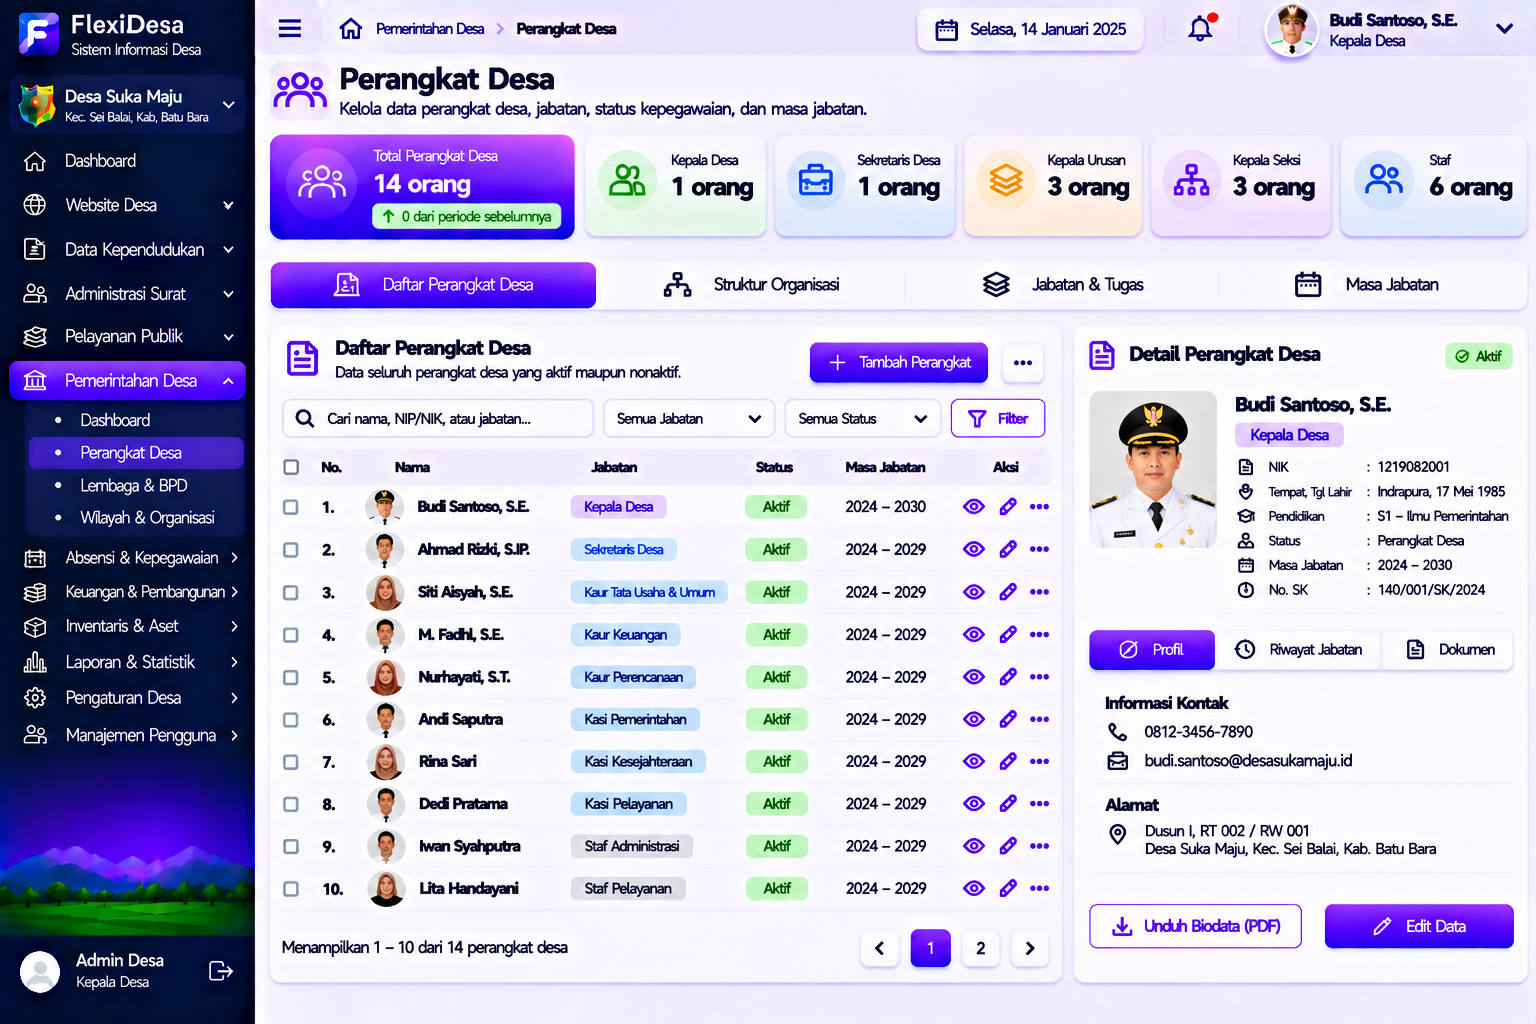 FlexiDesa
Sistem Informasi Desa
Desa Suka Maju
Kec. Sei Balai, Kab, Batu Bara
Dashboard
Website Desa
Data Kependudukan
Administrasi Surat
Pelayanan Publik
Pemerintahan Desa
Dashboard
Perangkat Desa
Lembaga & BPD
Wilayah & Organisasi
Absensi & Kepegawaian
Keuangan & Pembangunan
Inventaris & Aset
Laporan & Statistik
Pengaturan Desa
Manajemen Pengguna
Admin Desa
Kepala Desa
Pemerintahan Desa > Perangkat Desa
Selasa, 14 Januari 2025
Budi Santoso, S.E.
Kepala Desa
Perangkat Desa
Kelola data perangkat desa, jabatan, status kepegawaian, dan masa jabatan.
Total Perangkat Desa
14 orang
↑ 0 dari periode sebelumnya
Kepala Desa
1 orang
Sekretaris Desa
1 orang
Kepala Urusan
3 orang
Kepala Seksi
3 orang
Staf
6 orang
Daftar Perangkat Desa
Struktur Organisasi
Jabatan & Tugas
Masa Jabatan
Daftar Perangkat Desa
Data seluruh perangkat desa yang aktif maupun nonaktif.
+ Tambah Perangkat
Cari nama, NIP/NIK, atau jabatan...
Semua Jabatan
Semua Status
Filter
No. Nama Jabatan Status Masa Jabatan Aksi
1. Budi Santoso, S.E. Kepala Desa Aktif 2024 – 2030
2. Ahmad Rizki, S.IP. Sekretaris Desa Aktif 2024 – 2029
3. Siti Aisyah, S.E. Kaur Tata Usaha & Umum Aktif 2024 – 2029
4. M. Fadhl, S.E. Kaur Keuangan Aktif 2024 – 2029
5. Nurhayati, S.T. Kaur Perencanaan Aktif 2024 – 2029
6. Andi Saputra Kasi Pemerintahan Aktif 2024 – 2029
7. Rina Sari Kasi Kesejahteraan Aktif 2024 – 2029
8. Dedi Pratama Kasi Pelayanan Aktif 2024 – 2029
9. Iwan Syahputra Staf Administrasi Aktif 2024 – 2029
10. Lita Handayani Staf Pelayanan Aktif 2024 – 2029
Menampilkan 1 – 10 dari 14 perangkat desa
< 1 2 >
Detail Perangkat Desa
Aktif
Budi Santoso, S.E.
Kepala Desa
NIK : 1219082001
Tempat, Tgl Lahir : Indrapura, 17 Mei 1985
Pendidikan : S1 – Ilmu Pemerintahan
Status : Perangkat Desa
Masa Jabatan : 2024 – 2030
No. SK : 140/001/SK/2024
Profil
Riwayat Jabatan
Dokumen
Informasi Kontak
0812-3456-7890
budi.santoso@desasukamaju.id
Alamat
Dusun I, RT 002 / RW 001
Desa Suka Maju, Kec. Sei Balai, Kab. Batu Bara
Unduh Biodata (PDF)
Edit Data